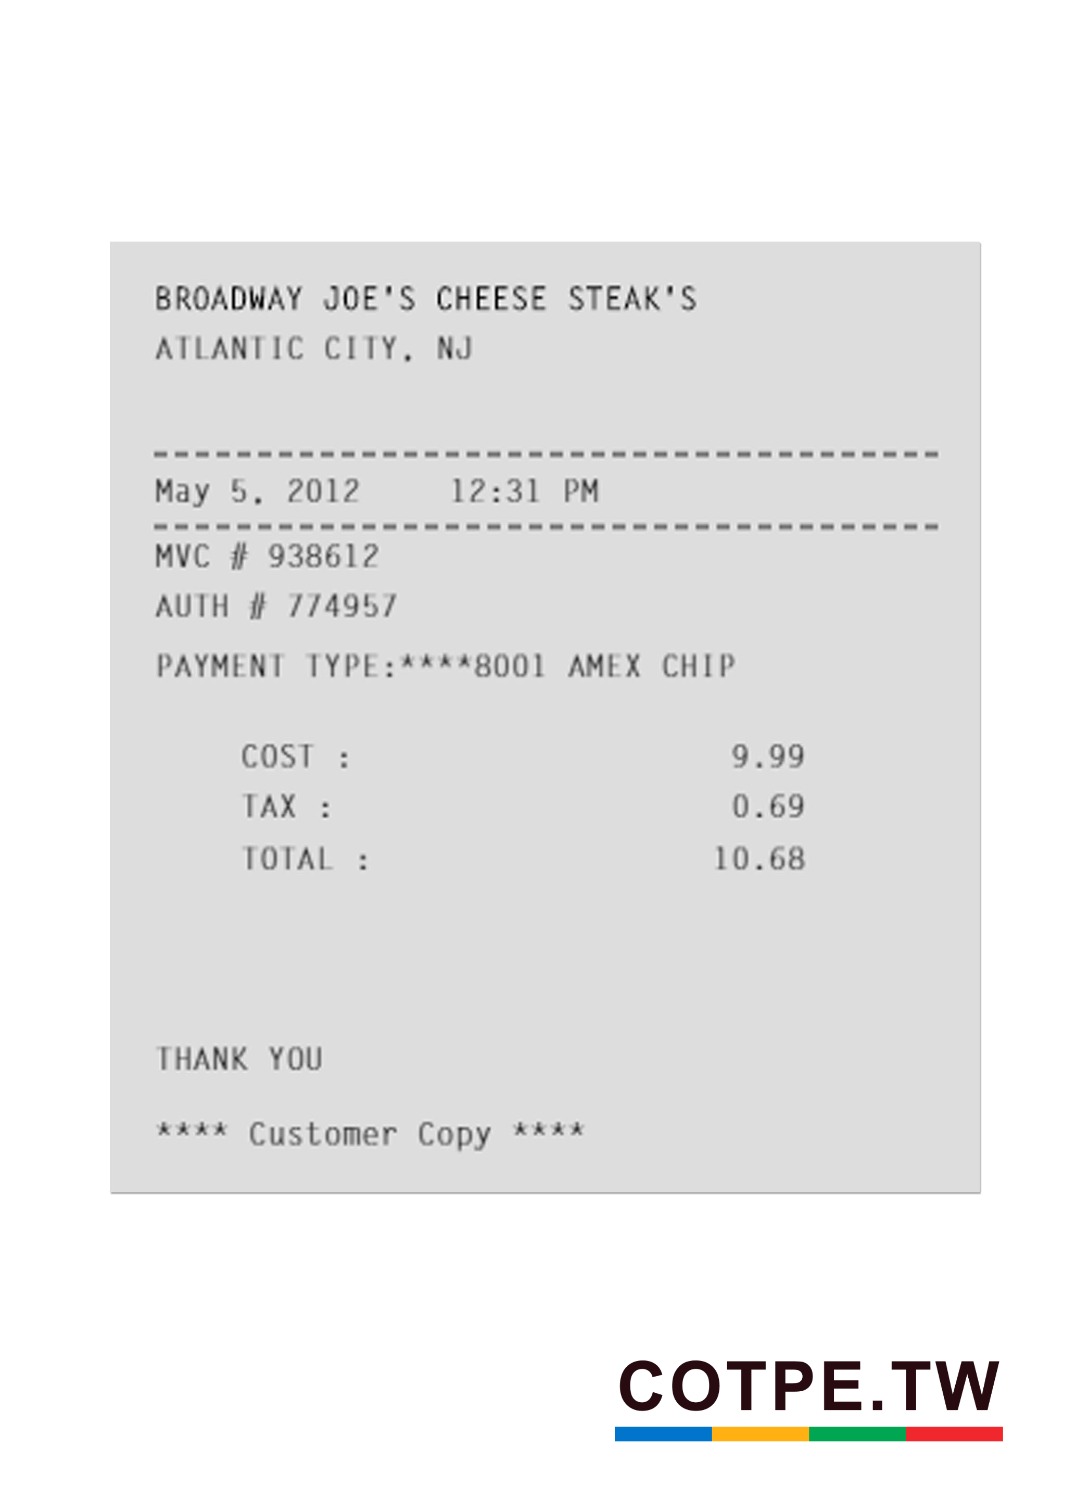 BROADWAY JOE'S CHEESE STEAK'S
ATLANTIC CITY, NJ
--------------------------------------
May 5, 2012 12:31 PM
--------------------------------------
MVC # 938612
AUTH # 774957
PAYMENT TYPE:****8001 AMEX CHIP
COST : 9.99
TAX : 0.69
TOTAL : 10.68
THANK YOU
**** Customer Copy ****
COTPE.TW